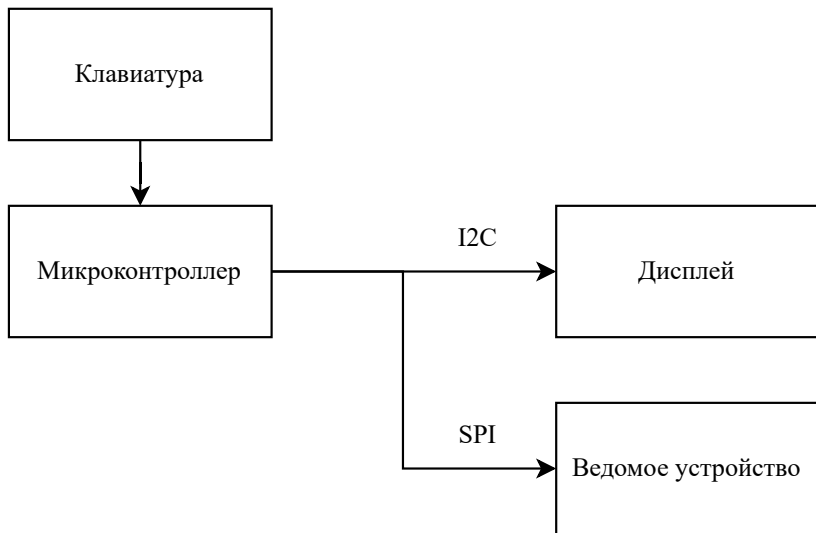 Клавиатура
I2C
Микроконтроллер
Дисплей
SPI
Ведомое устройство